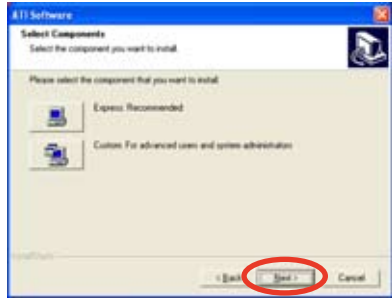 ATI Software
Select Components
Select the component you want to install.
Please select the component that you want to install
Express: Recommended
Custom: For advanced users and system administrators
< Back
Next >
Cancel